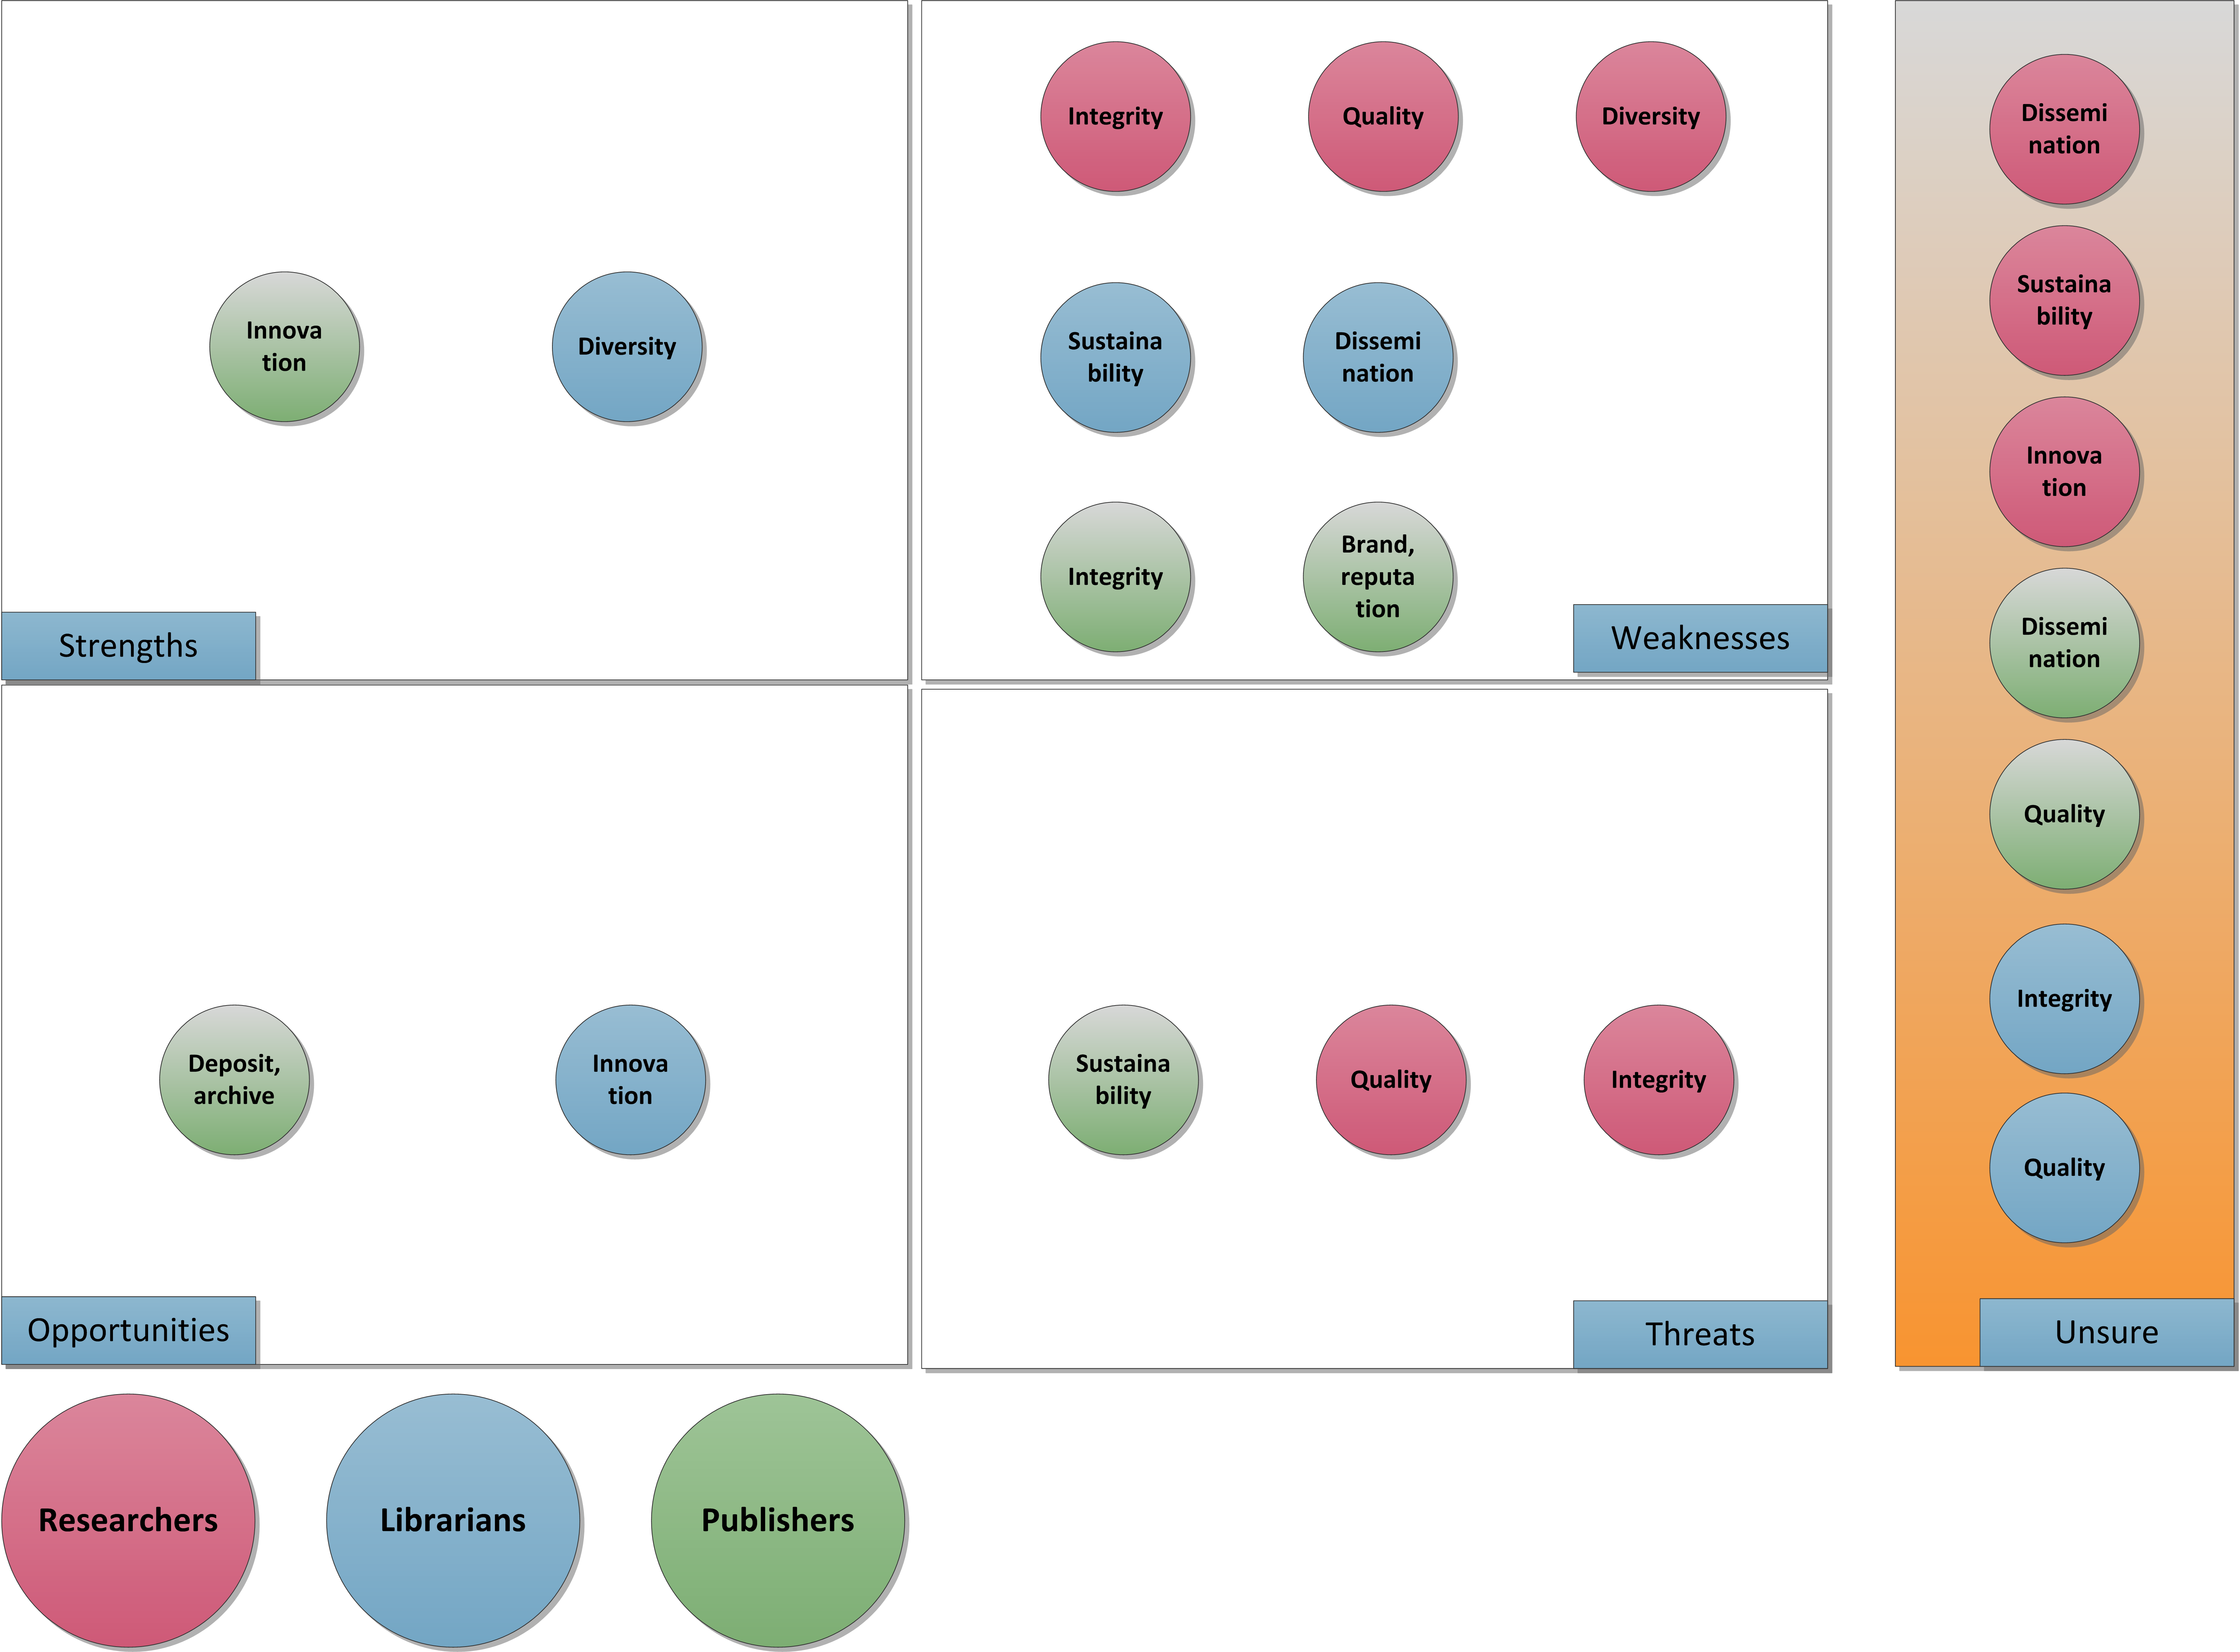 Innova
tion
Diversity
Strengths
Integrity
Quality
Diversity
Sustaina
bility
Dissemi
nation
Integrity
Brand,
reputa
tion
Weaknesses
Deposit,
archive
Innova
tion
Opportunities
Sustaina
bility
Quality
Integrity
Threats
Dissemi
nation
Sustaina
bility
Innova
tion
Dissemi
nation
Quality
Integrity
Quality
Unsure
Researchers
Librarians
Publishers